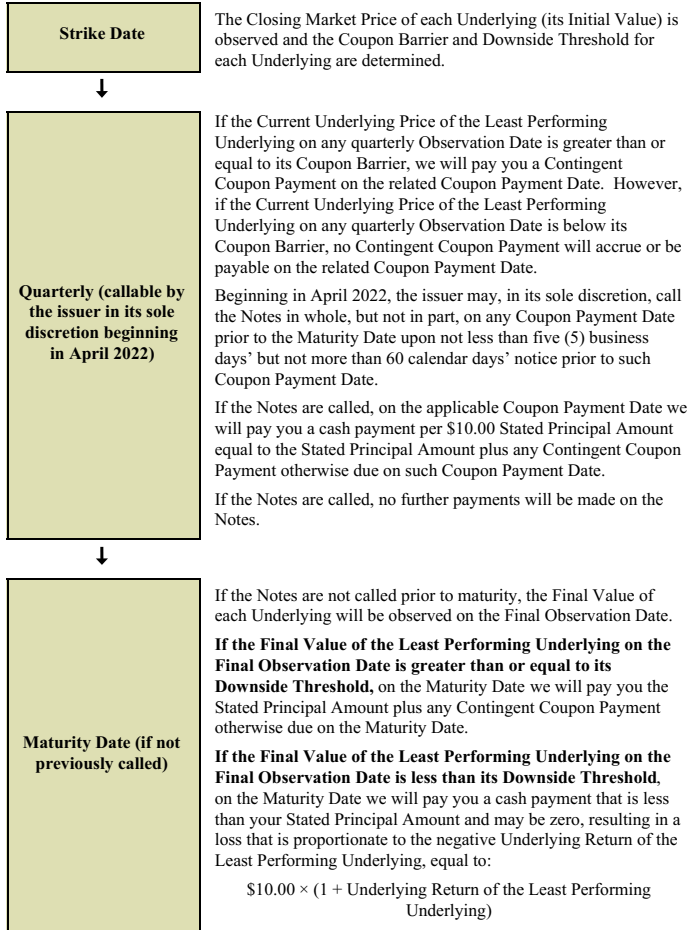 Strike Date
The Closing Market Price of each Underlying (its Initial Value) is
observed and the Coupon Barrier and Downside Threshold for
each Underlying are determined.
Quarterly (callable by
the issuer in its sole
discretion beginning
in April 2022)
If the Current Underlying Price of the Least Performing
Underlying on any quarterly Observation Date is greater than or
equal to its Coupon Barrier, we will pay you a Contingent
Coupon Payment on the related Coupon Payment Date.  However,
if the Current Underlying Price of the Least Performing
Underlying on any quarterly Observation Date is below its
Coupon Barrier, no Contingent Coupon Payment will accrue or be
payable on the related Coupon Payment Date.
Beginning in April 2022, the issuer may, in its sole discretion, call
the Notes in whole, but not in part, on any Coupon Payment Date
prior to the Maturity Date upon not less than five (5) business
days’ but not more than 60 calendar days’ notice prior to such
Coupon Payment Date.
If the Notes are called, on the applicable Coupon Payment Date we
will pay you a cash payment per $10.00 Stated Principal Amount
equal to the Stated Principal Amount plus any Contingent Coupon
Payment otherwise due on such Coupon Payment Date.
If the Notes are called, no further payments will be made on the
Notes.
Maturity Date (if not
previously called)
If the Notes are not called prior to maturity, the Final Value of
each Underlying will be observed on the Final Observation Date.
If the Final Value of the Least Performing Underlying on the
Final Observation Date is greater than or equal to its
Downside Threshold, on the Maturity Date we will pay you the
Stated Principal Amount plus any Contingent Coupon Payment
otherwise due on the Maturity Date.
If the Final Value of the Least Performing Underlying on the
Final Observation Date is less than its Downside Threshold,
on the Maturity Date we will pay you a cash payment that is less
than your Stated Principal Amount and may be zero, resulting in a
loss that is proportionate to the negative Underlying Return of the
Least Performing Underlying, equal to:
$10.00 × (1 + Underlying Return of the Least Performing
Underlying)